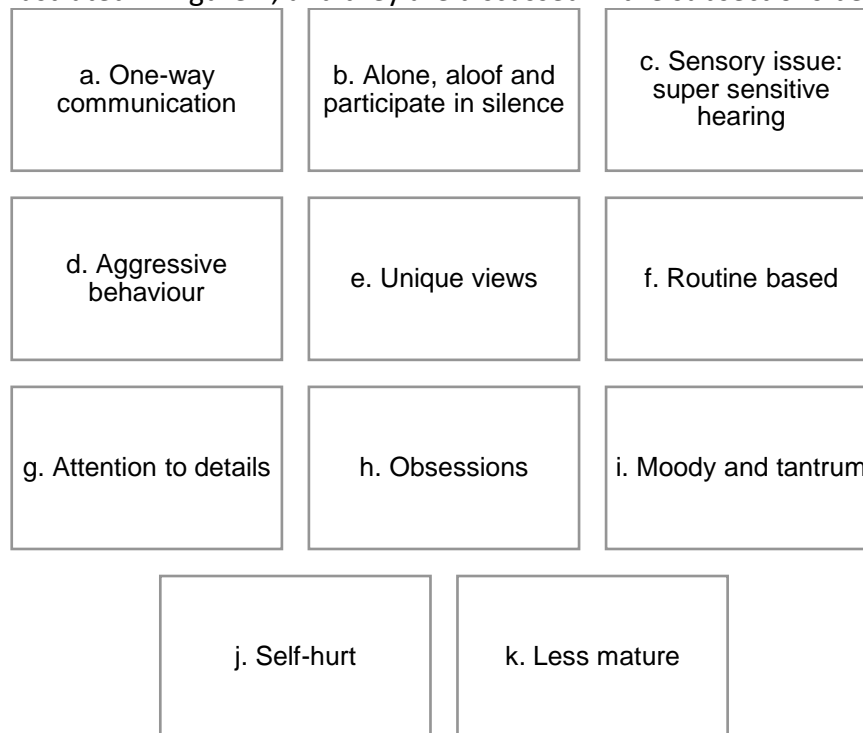 a. One-way
communication
b. Alone, aloof and
participate in silence
c. Sensory issue:
super sensitive
hearing
d. Aggressive
behaviour
e. Unique views
f. Routine based
g. Attention to details
h. Obsessions
i. Moody and tantrum
j. Self-hurt
k. Less mature